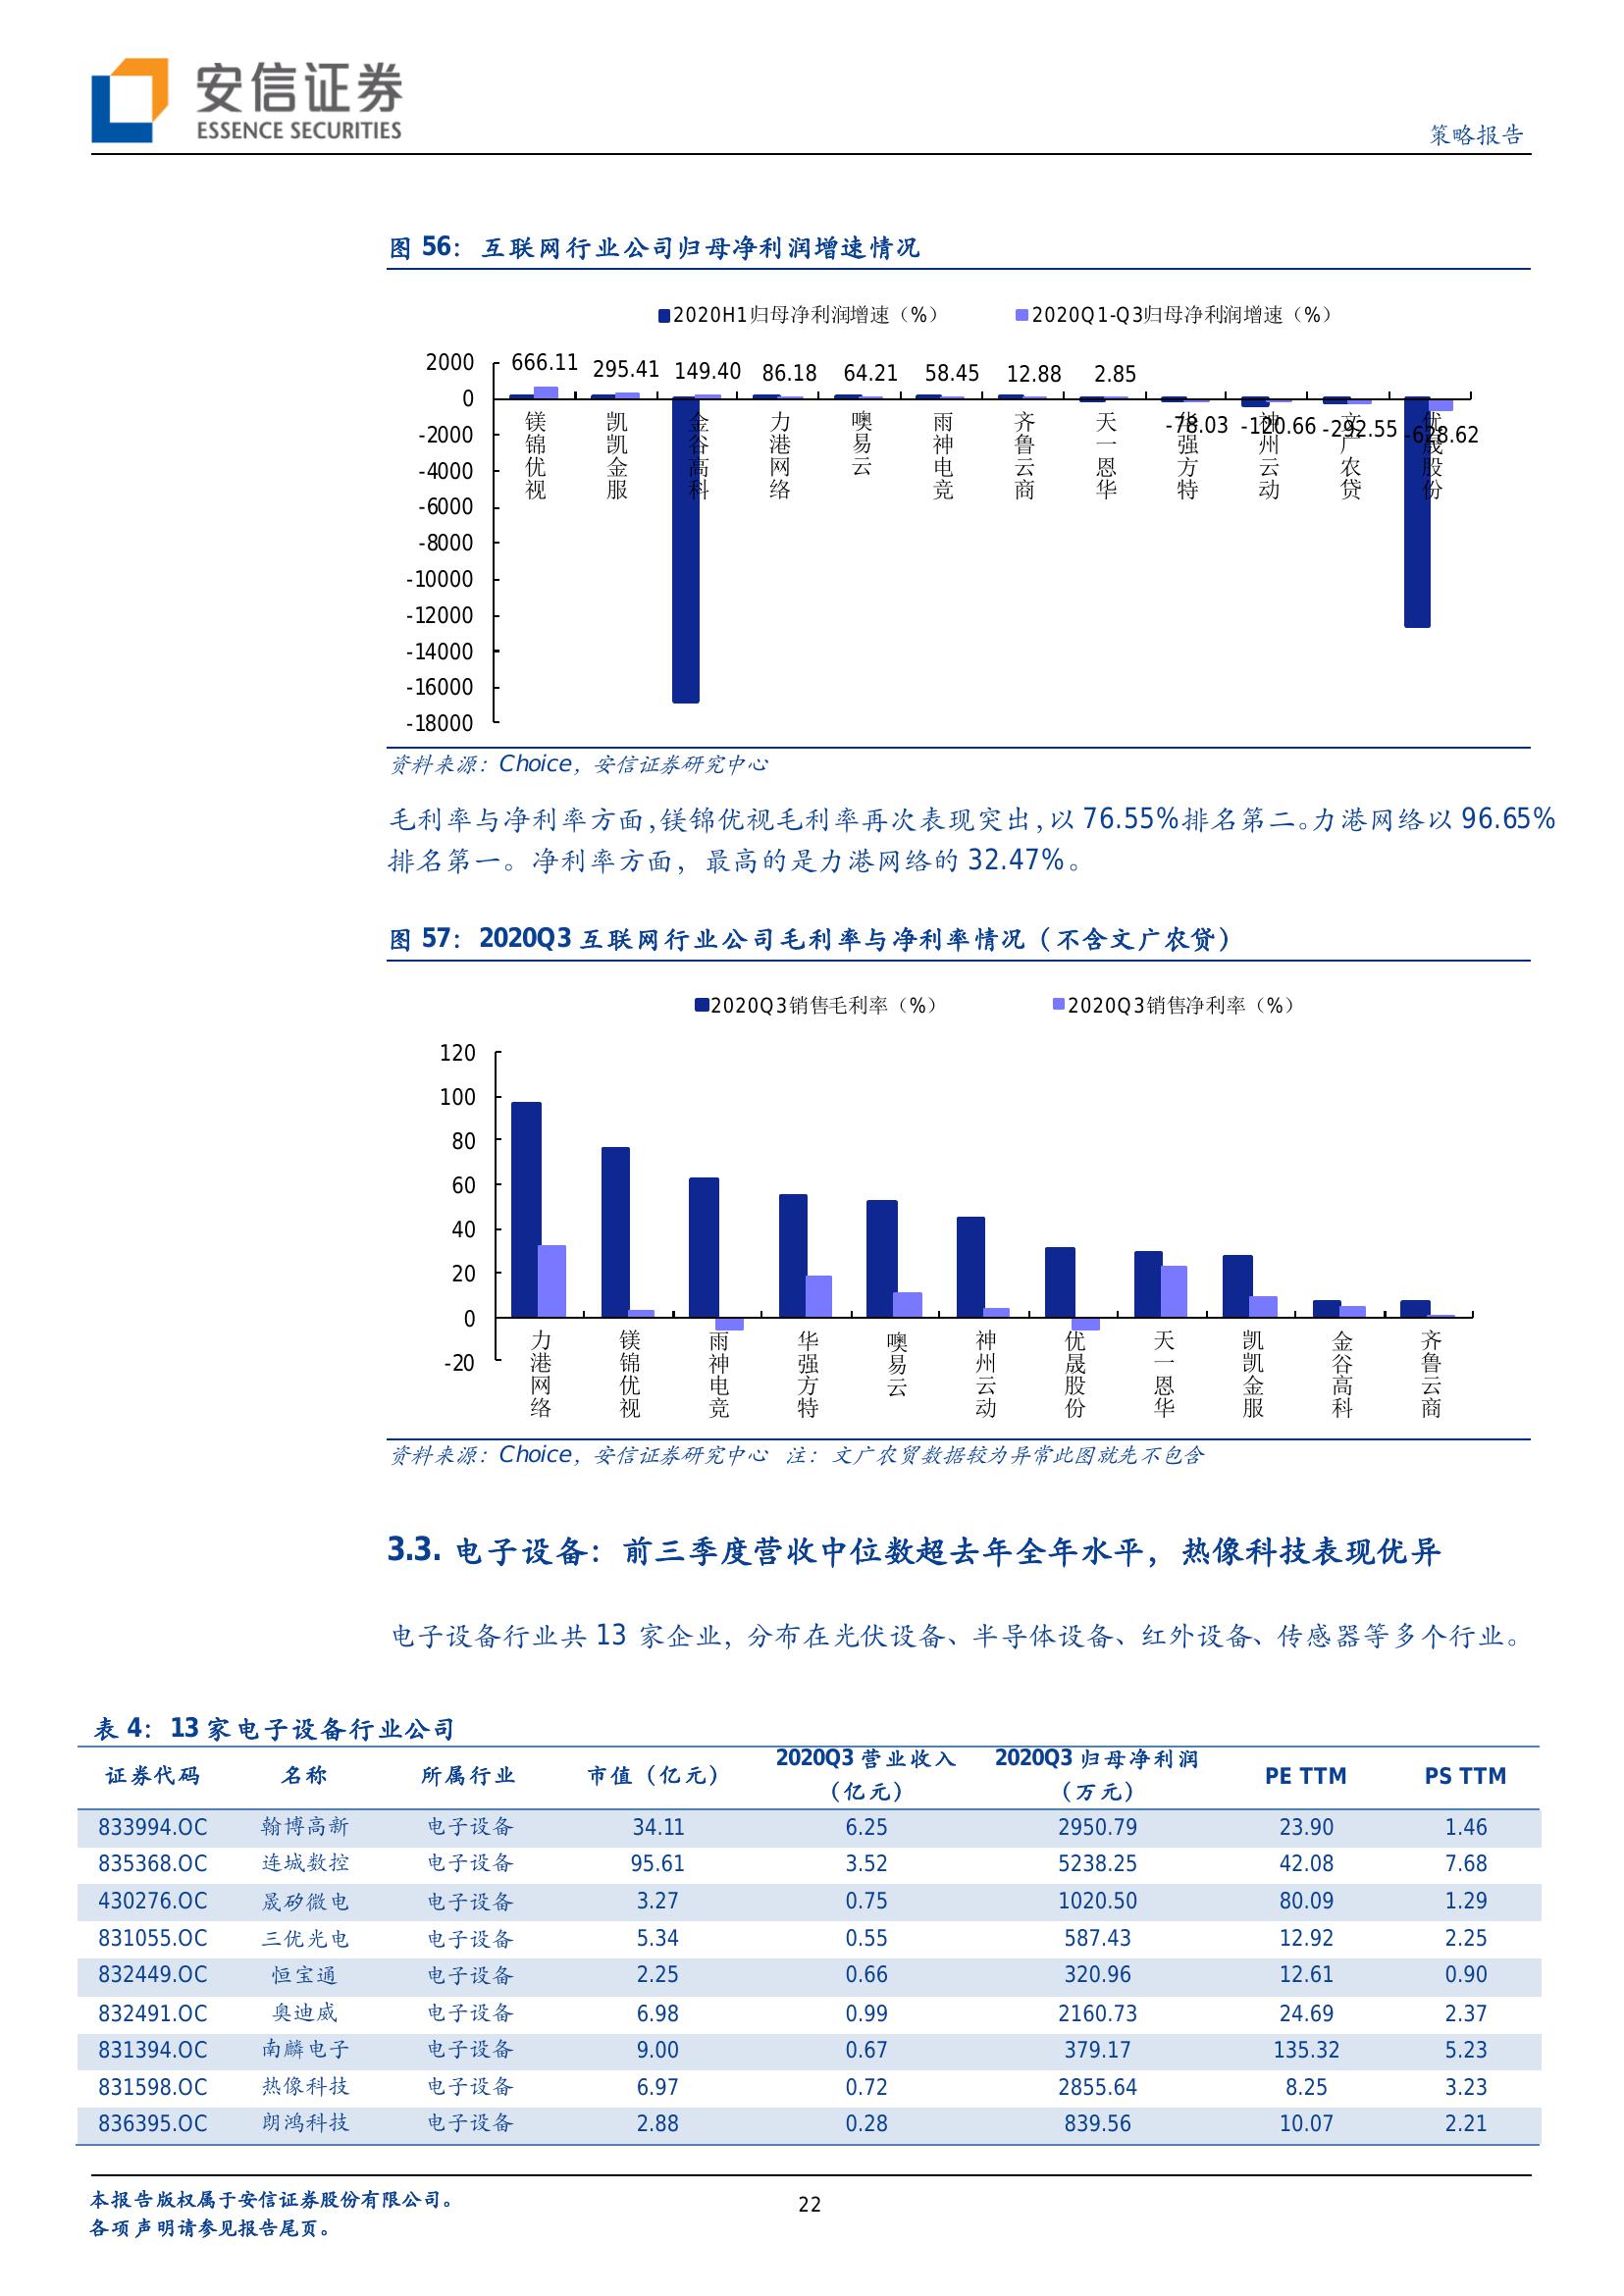 安信证券
ESSENCE SECURITIES
策略报告
图 56：互联网行业公司归母净利润增速情况
2020H1归母净利润增速（%） 2020Q1-Q3归母净利润增速（%）
666.11 295.41 149.40 86.18 64.21 58.45 12.88 2.85 -78.03 -120.66 -292.55 -628.62
2000
0
-2000
-4000
-6000
-8000
-10000
-12000
-14000
-16000
-18000
镁锦优视 凯凯金服 金谷高科 力港网络 噢易云 雨神电竞 齐鲁云商 天一恩华 华强方特 神州云动 文广农贷 优晟股份
资料来源：Choice，安信证券研究中心
毛利率与净利率方面，镁锦优视毛利率再次表现突出，以 76.55%排名第二。力港网络以 96.65%
排名第一。净利率方面，最高的是力港网络的 32.47%。
图 57：2020Q3 互联网行业公司毛利率与净利率情况（不含文广农贷）
2020Q3销售毛利率（%） 2020Q3销售净利率（%）
120
100
80
60
40
20
0
-20
力港网络 镁锦优视 雨神电竞 华强方特 噢易云 神州云动 优晟股份 天一恩华 凯凯金服 金谷高科 齐鲁云商
资料来源：Choice，安信证券研究中心 注：文广农贸数据较为异常此图就先不包含
3.3. 电子设备：前三季度营收中位数超去年全年水平，热像科技表现优异
电子设备行业共 13 家企业，分布在光伏设备、半导体设备、红外设备、传感器等多个行业。
表 4：13 家电子设备行业公司
证券代码 名称 所属行业 市值（亿元） 2020Q3 营业收入（亿元） 2020Q3 归母净利润（万元） PE TTM PS TTM
833994.OC 翰博高新 电子设备 34.11 6.25 2950.79 23.90 1.46
835368.OC 连城数控 电子设备 95.61 3.52 5238.25 42.08 7.68
430276.OC 晟矽微电 电子设备 3.27 0.75 1020.50 80.09 1.29
831055.OC 三优光电 电子设备 5.34 0.55 587.43 12.92 2.25
832449.OC 恒宝通 电子设备 2.25 0.66 320.96 12.61 0.90
832491.OC 奥迪威 电子设备 6.98 0.99 2160.73 24.69 2.37
831394.OC 南麟电子 电子设备 9.00 0.67 379.17 135.32 5.23
831598.OC 热像科技 电子设备 6.97 0.72 2855.64 8.25 3.23
836395.OC 朗鸿科技 电子设备 2.88 0.28 839.56 10.07 2.21
本报告版权属于安信证券股份有限公司。
22
各项声明请参见报告尾页。